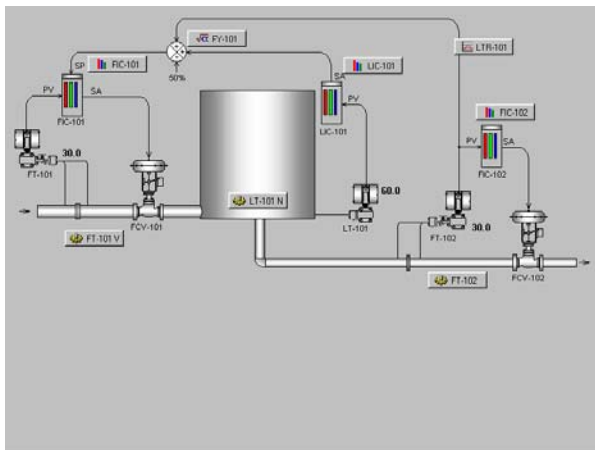 FY-101
LTR-101
SP
FIC-101
50%
SA
LIC-101
PV
SA
FIC-101
LIC-101
PV
FIC-102
PV
SA
FIC-102
30.0
FT-101
60.0
LT-101
LT-101 N
FT-102
30.0
FCV-101
FT-101 V
FT-102
FCV-102